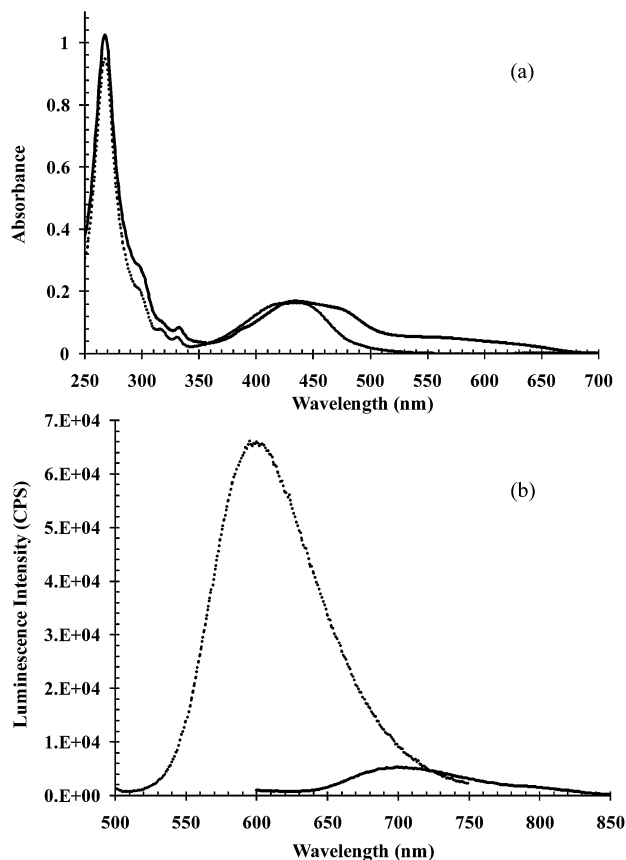 (a)
Absorbance
1
0.8
0.6
0.4
0.2
0
250 300 350 400 450 500 550 600 650 700
Wavelength (nm)
(b)
Luminescence Intensity (CPS)
7.E+04
6.E+04
5.E+04
4.E+04
3.E+04
2.E+04
1.E+04
0.E+00
500 550 600 650 700 750 800 850
Wavelength (nm)